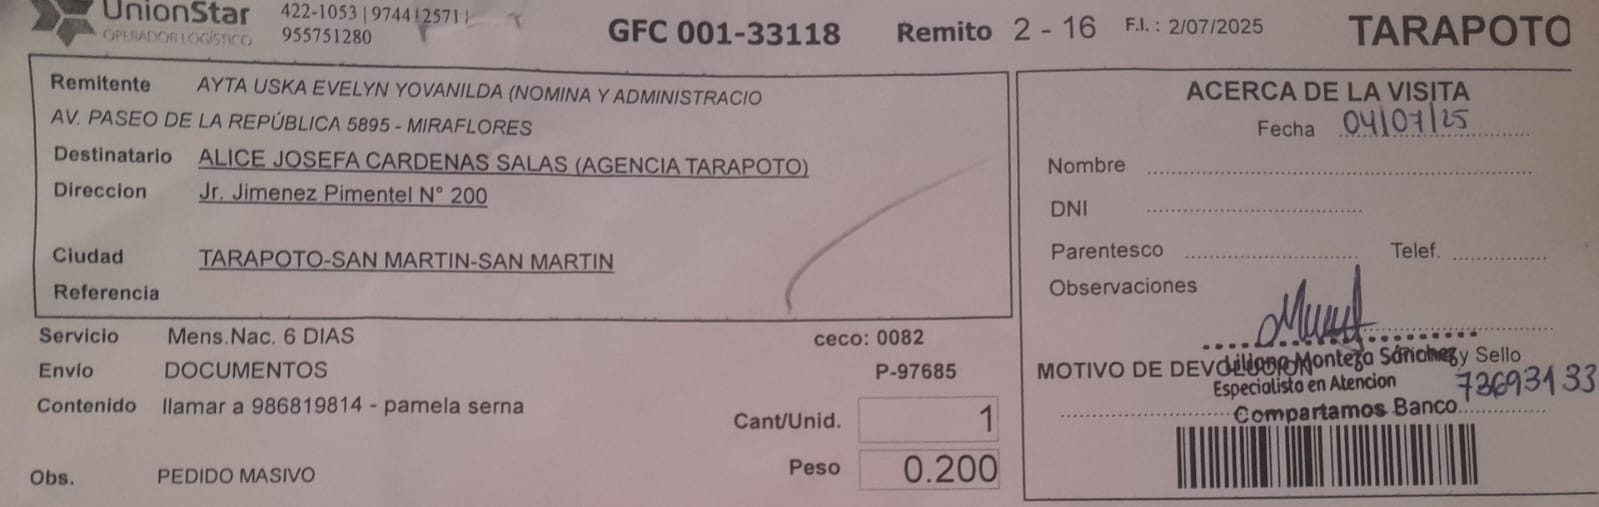 UnionStar
OPERADOR LOGÍSTICO
422-1053 | 9744 2571
955751280
GFC 001-33118 Remito 2 - 16 F.I. : 2/07/2025 TARAPOTO
Remitente AYTA USKA EVELYN YOVANILDA (NOMINA Y ADMINISTRACIO
AV. PASEO DE LA REPÚBLICA 5895 - MIRAFLORES
Destinatario ALICE JOSEFA CARDENAS SALAS (AGENCIA TARAPOTO)
Direccion Jr. Jimenez Pimentel N° 200
Ciudad TARAPOTO-SAN MARTIN-SAN MARTIN
Referencia
Servicio Mens.Nac. 6 DIAS ceco: 0082
Envío DOCUMENTOS P-97685
Contenido llamar a 986819814 - pamela serna
Cant/Unid. 1
Peso 0.200
Obs. PEDIDO MASIVO
ACERCA DE LA VISITA
Fecha 04/07/25
Nombre
DNI
Parentesco Telef.
Observaciones
MOTIVO DE DEVOLUCION y Sello
Liliana Monteza Sánchez
Especialista en Atencion 73693133
Compartamos Banco